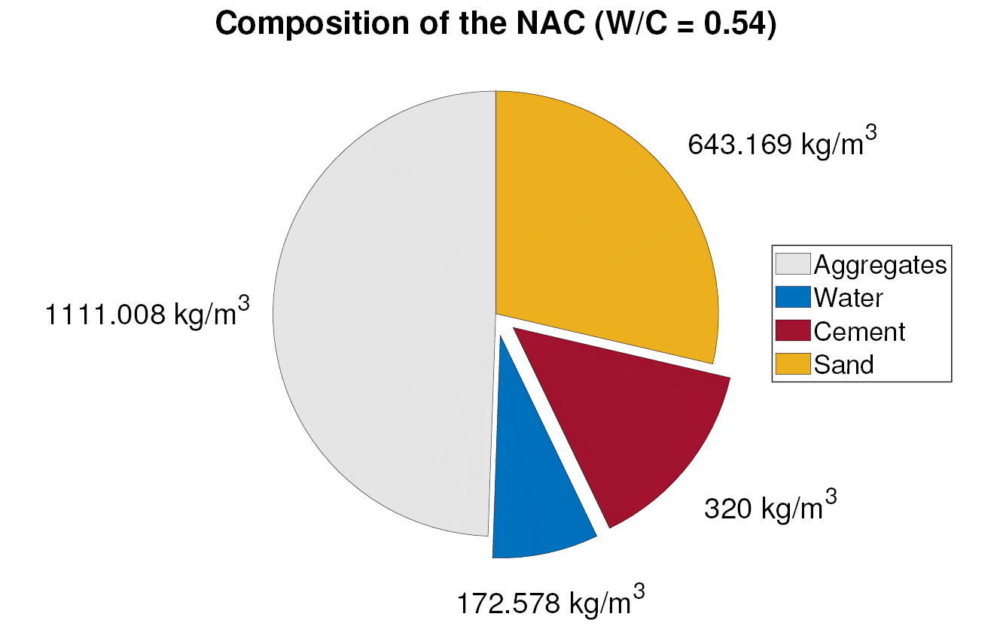 Composition of the NAC (W/C = 0.54)
643.169 kg/m³
1111.008 kg/m³
Aggregates
Water
Cement
Sand
320 kg/m³
172.578 kg/m³